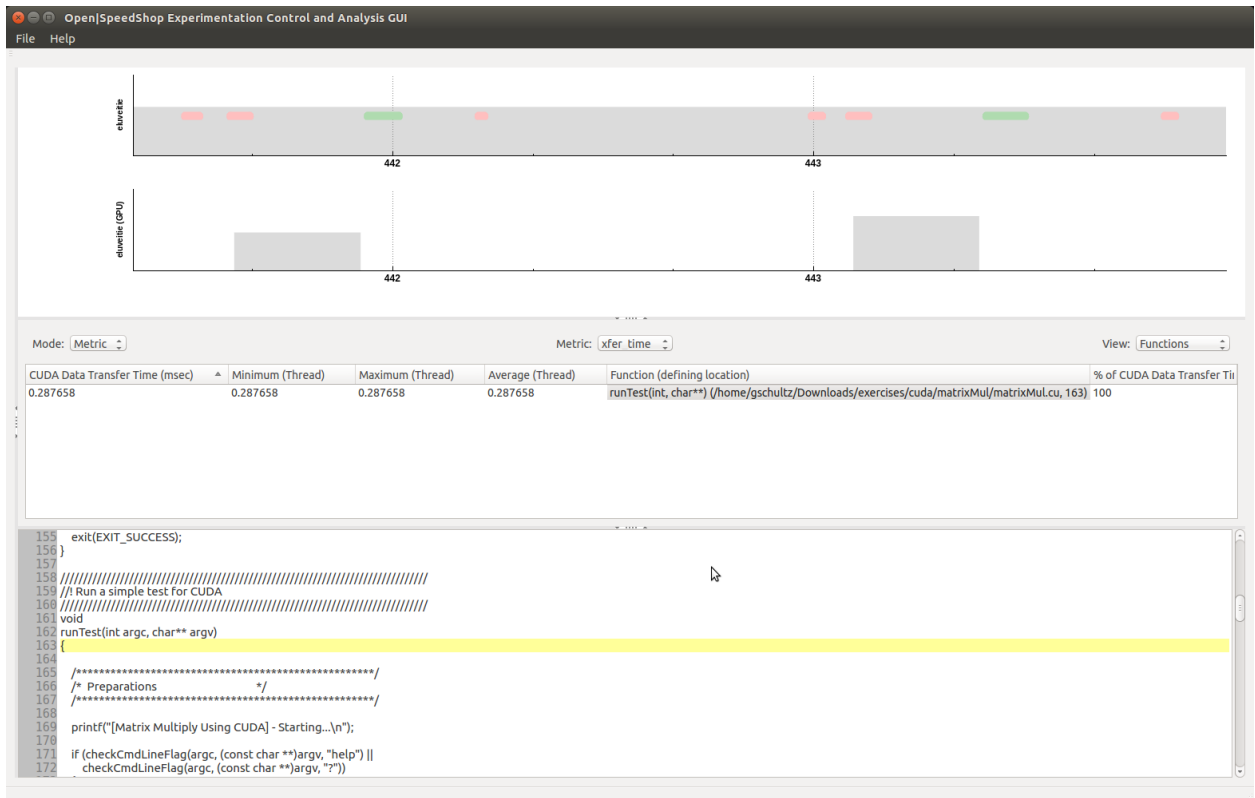 Open|SpeedShop Experimentation Control and Analysis GUI
File Help
eluveitie
442 443
eluveitie (GPU)
442 443
Mode: Metric Metric: xfer_time View: Functions
CUDA Data Transfer Time (msec) Minimum (Thread) Maximum (Thread) Average (Thread) Function (defining location) % of CUDA Data Transfer Tii
0.287658 0.287658 0.287658 0.287658 runTest(int, char**) (/home/gschultz/Downloads/exercises/cuda/matrixMul/matrixMul.cu, 163) 100
155 exit(EXIT_SUCCESS);
156 }
157
158 ////////////////////////////////////////////////////////////////////////////////
159 //! Run a simple test for CUDA
160 ////////////////////////////////////////////////////////////////////////////////
161 void
162 runTest(int argc, char** argv)
163 {
164
165 /*****************************************************/
166 /* Preparations */
167 /*****************************************************/
168
169 printf("[Matrix Multiply Using CUDA] - Starting...\n");
170
171 if (checkCmdLineFlag(argc, (const char **)argv, "help") ||
172 checkCmdLineFlag(argc, (const char **)argv, "?"))